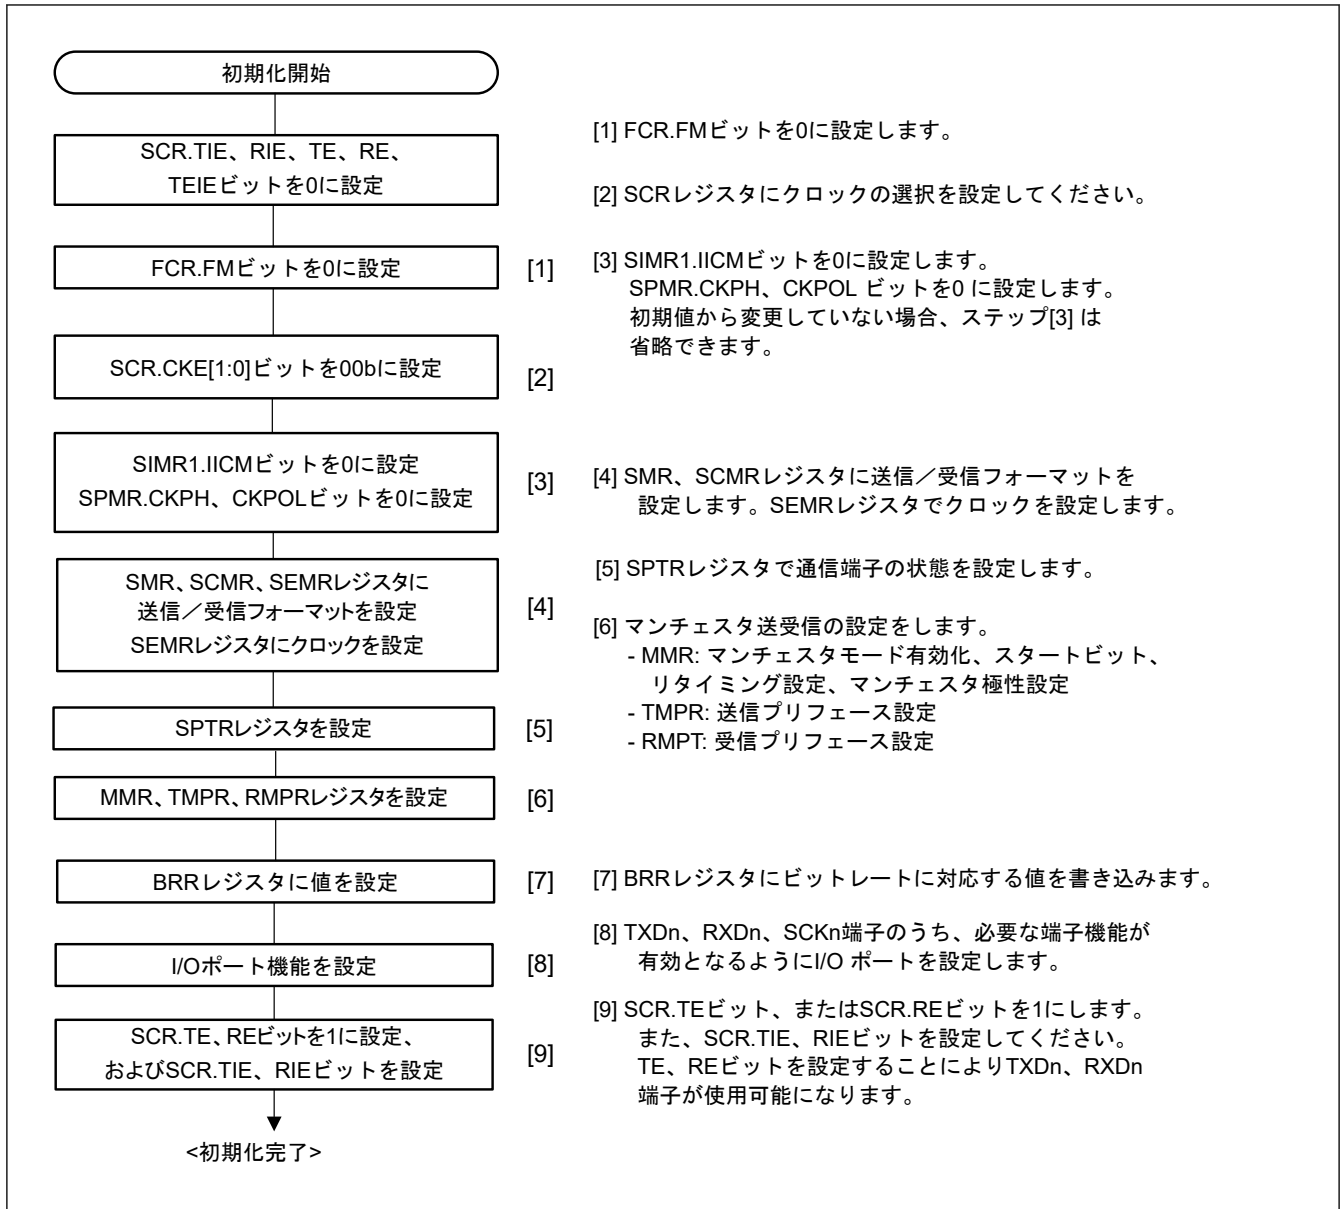 初期化開始
SCR.TIE、RIE、TE、RE、
TEIEビットを0に設定
FCR.FMビットを0に設定
[1]
SCR.CKE[1:0]ビットを00bに設定
[2]
SIMR1.IICMビットを0に設定
SPMR.CKPH、CKPOLビットを0に設定
[3]
SMR、SCMR、SEMRレジスタに
送信／受信フォーマットを設定
SEMRレジスタにクロックを設定
[4]
SPTRレジスタを設定
[5]
MMR、TMPR、RMPRレジスタを設定
[6]
BRRレジスタに値を設定
[7]
I/Oポート機能を設定
[8]
SCR.TE、REビットを1に設定、
およびSCR.TIE、RIEビットを設定
[9]
<初期化完了>
[1] FCR.FMビットを0に設定します。
[2] SCRレジスタにクロックの選択を設定してください。
[3] SIMR1.IICMビットを0に設定します。
SPMR.CKPH、CKPOL ビットを0 に設定します。
初期値から変更していない場合、ステップ[3] は
省略できます。
[4] SMR、SCMRレジスタに送信／受信フォーマットを
設定します。SEMRレジスタでクロックを設定します。
[5] SPTRレジスタで通信端子の状態を設定します。
[6] マンチェスタ送受信の設定をします。
- MMR: マンチェスタモード有効化、スタートビット、
リタイミング設定、マンチェスタ極性設定
- TMPR: 送信プリフェース設定
- RMPT: 受信プリフェース設定
[7] BRRレジスタにビットレートに対応する値を書き込みます。
[8] TXDn、RXDn、SCKn端子のうち、必要な端子機能が
有効となるようにI/O ポートを設定します。
[9] SCR.TEビット、またはSCR.REビットを1にします。
また、SCR.TIE、RIEビットを設定してください。
TE、REビットを設定することによりTXDn、RXDn
端子が使用可能になります。